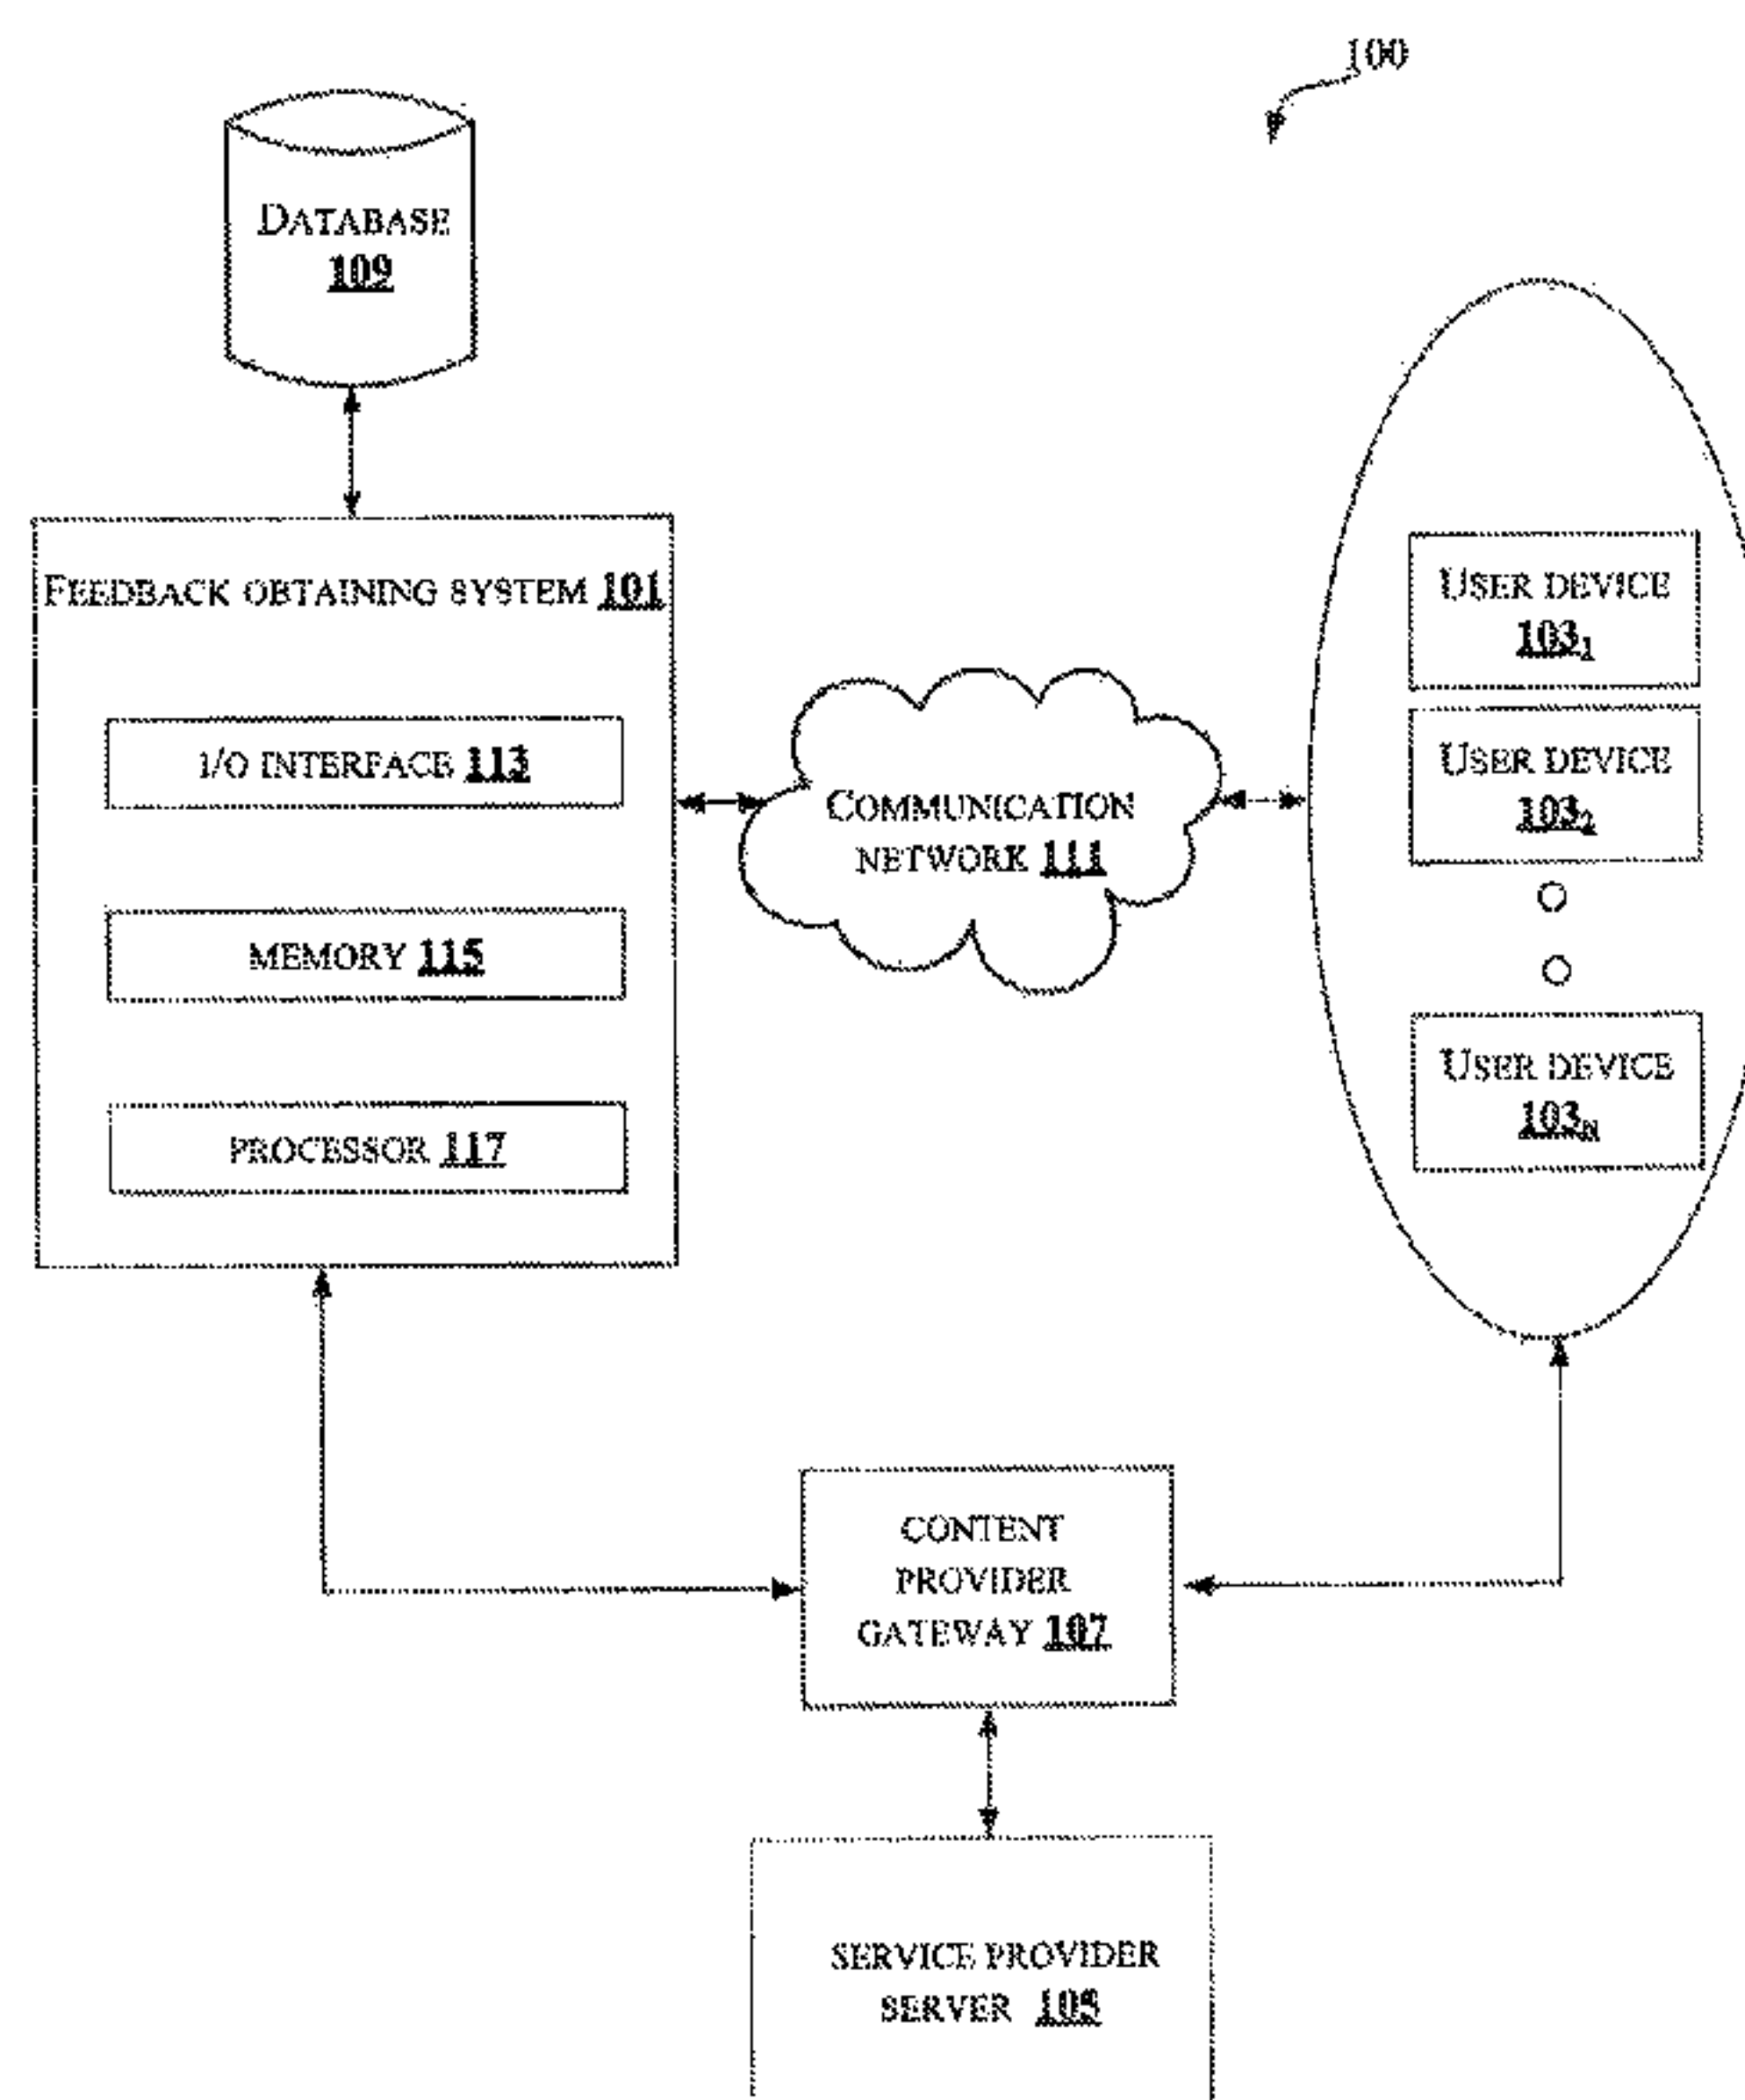 100
DATABASE
109
FEEDBACK OBTAINING SYSTEM 101
I/O INTERFACE 113
MEMORY 115
PROCESSOR 117
COMMUNICATION
NETWORK 111
USER DEVICE
103₁
USER DEVICE
103₂
USER DEVICE
103ₙ
CONTENT
PROVIDER
GATEWAY 107
SERVICE PROVIDER
SERVER